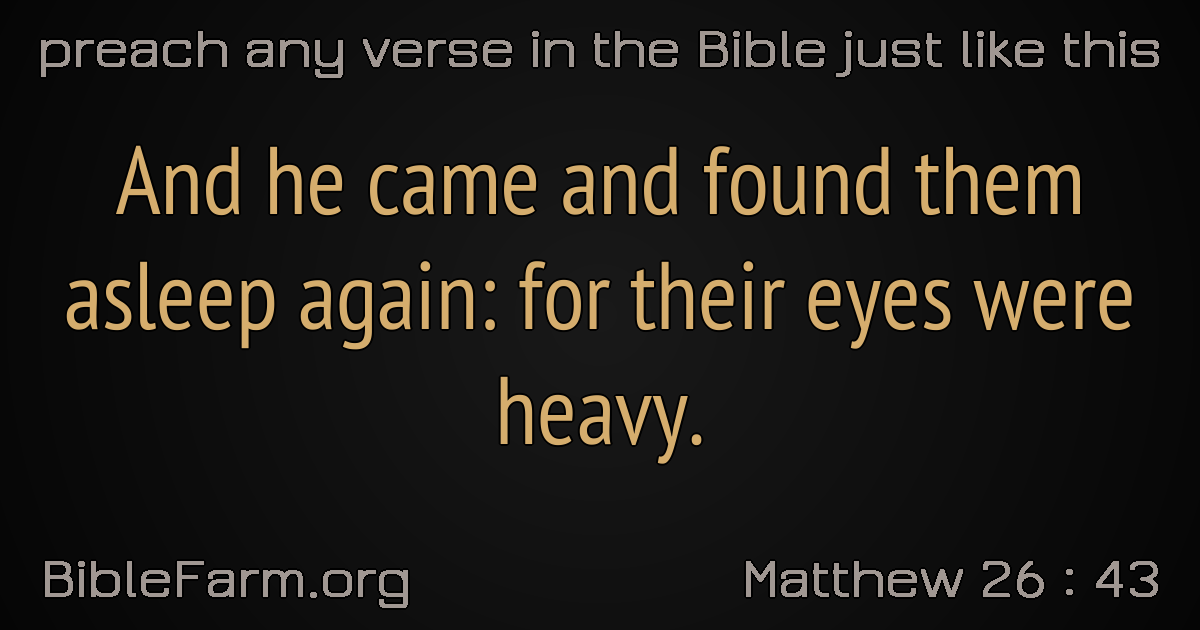 preach any verse in the Bible just like this
And he came and found them
asleep again: for their eyes were
heavy.
BibleFarm.org
Matthew 26 : 43